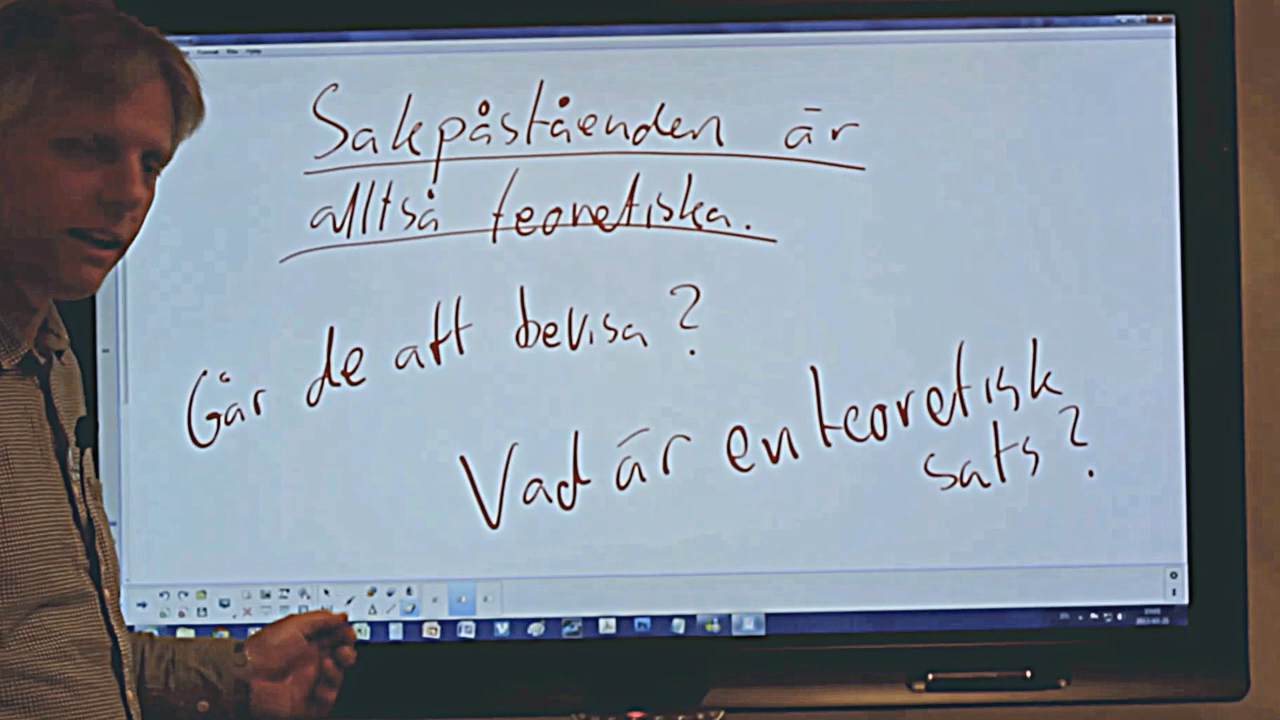 Sakpåståenden är
alltså teoretiska.
Går de att bevisa?
Vad är en teoretisk
sats?